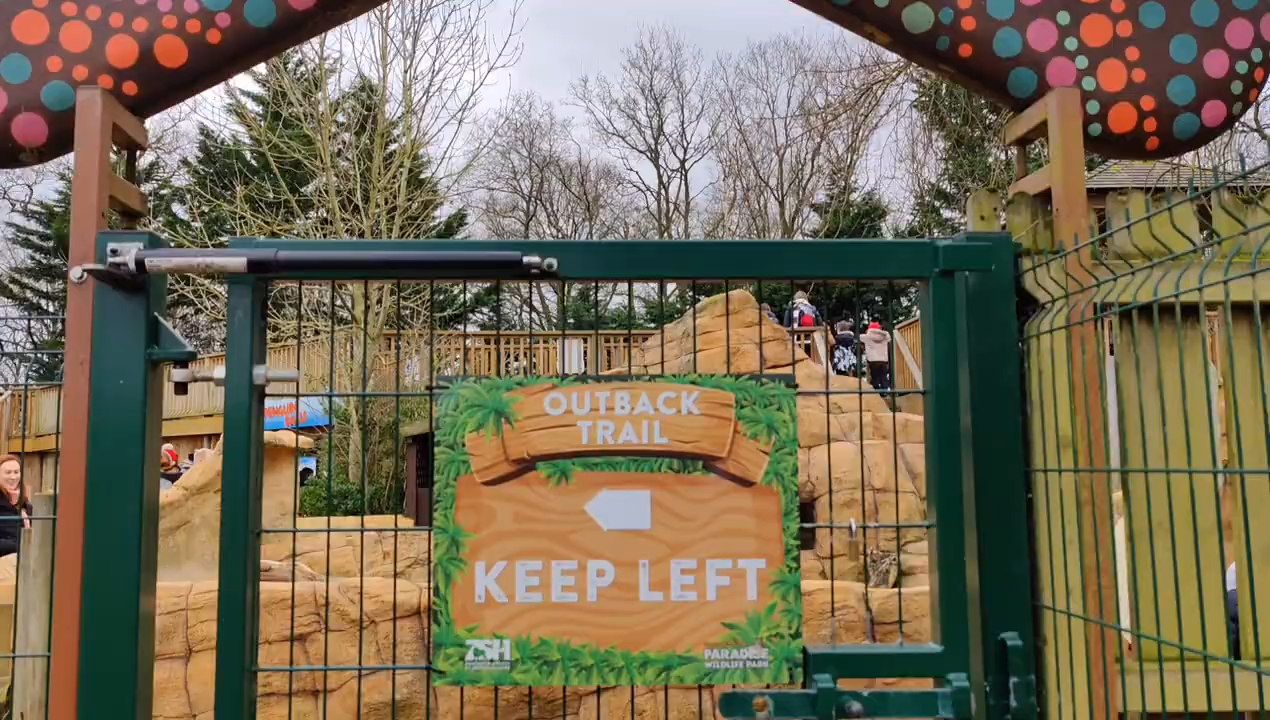 OUTBACK
TRAIL
KEEP LEFT
ZSH
PARADISE
WILDLIFE PARK